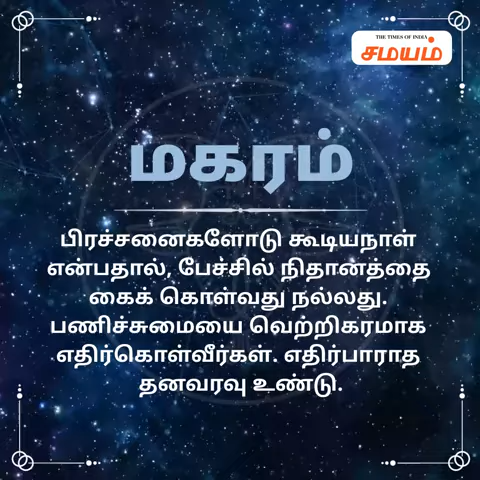 THE TIMES OF INDIA
சமயம்
மகரம்
பிரச்சனைகளோடு கூடியநாள்
என்பதால், பேச்சில் நிதானத்தை
கைக் கொள்வது நல்லது.
பணிச்சுமையை வெற்றிகரமாக
எதிர்கொள்வீர்கள். எதிர்பாராத
தனவரவு உண்டு.